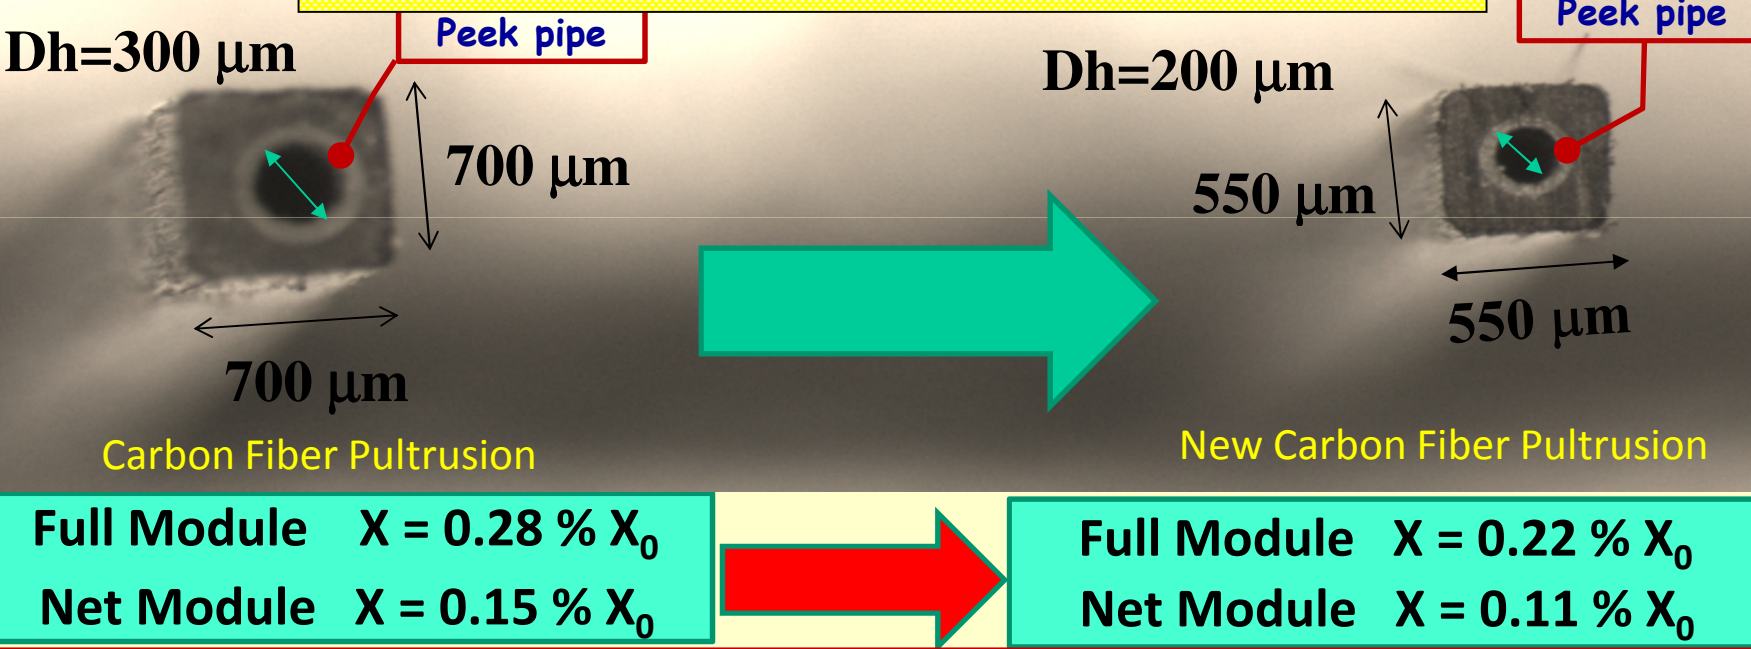 Peek pipe
Peek pipe
Dh=300 μm
Dh=200 μm
700 μm
550 μm
700 μm
550 μm
Carbon Fiber Pultrusion
New Carbon Fiber Pultrusion
Full Module X = 0.28 % X₀
Net Module X = 0.15 % X₀
Full Module X = 0.22 % X₀
Net Module X = 0.11 % X₀